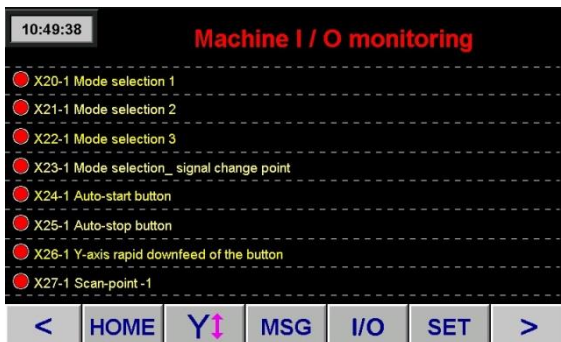 10:49:38
Machine I / O monitoring
X20-1 Mode selection 1
X21-1 Mode selection 2
X22-1 Mode selection 3
X23-1 Mode selection_ signal change point
X24-1 Auto-start button
X25-1 Auto-stop button
X26-1 Y-axis rapid downfeed of the button
X27-1 Scan-point -1
< HOME Y MSG I/O SET >